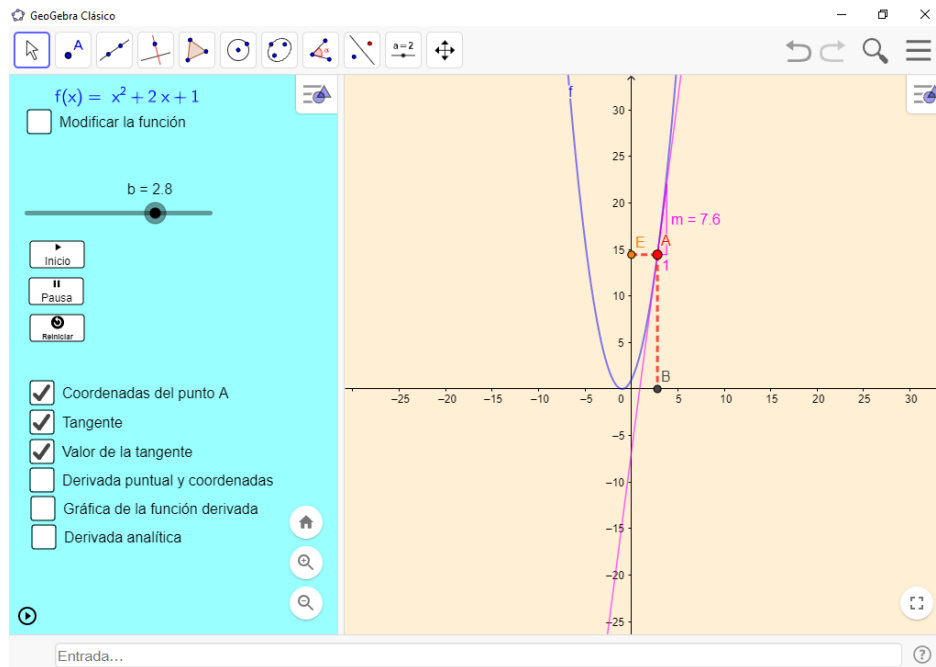 GeoGebra Clásico
A
α
a=2
f(x) = x² + 2 x + 1
Modificar la función
b = 2.8
Inicio
Pausa
Reiniciar
Coordenadas del punto A
Tangente
Valor de la tangente
Derivada puntual y coordenadas
Gráfica de la función derivada
Derivada analítica
f
30
25
20
m = 7.6
15
E
A
1
10
5
B
−25
−20
−15
−10
−5
0
5
10
15
20
25
30
−5
−10
−15
−20
−25
Entrada…
?